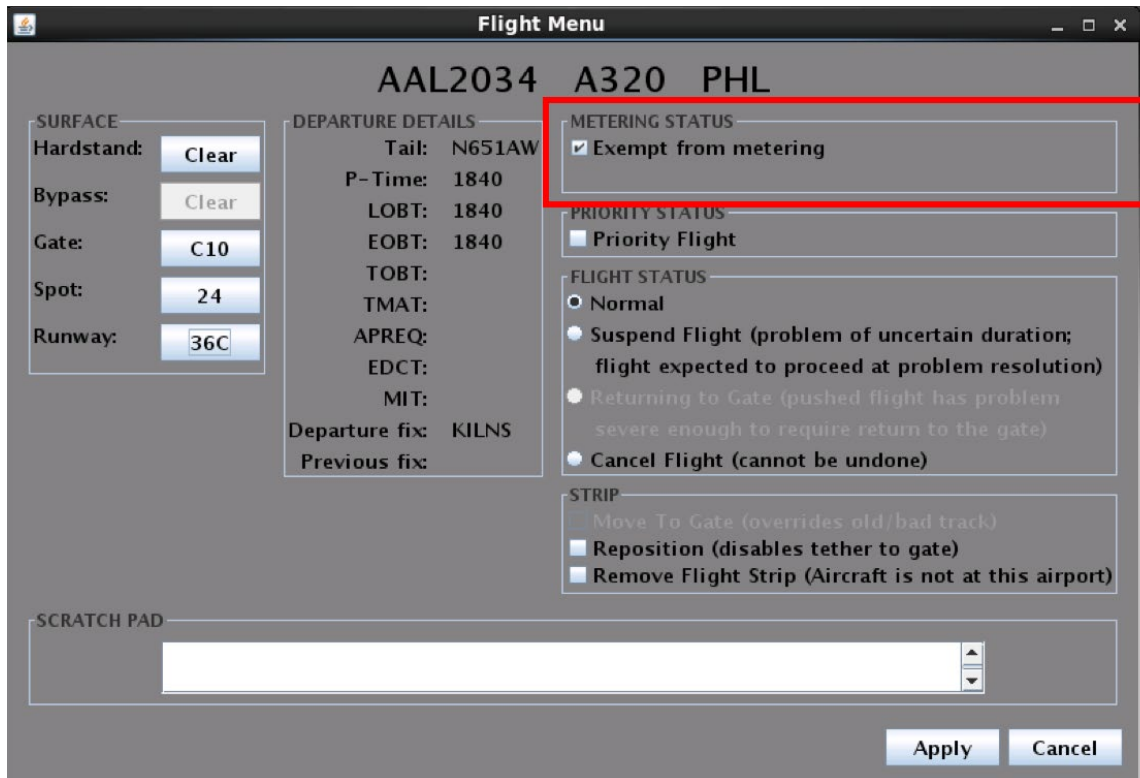 Flight Menu
AAL2034 A320 PHL
SURFACE
Hardstand: Clear
Bypass: Clear
Gate: C10
Spot: 24
Runway: 36C
DEPARTURE DETAILS
Tail: N651AW
P-Time: 1840
LOBT: 1840
EOBT: 1840
TOBT:
TMAT:
APREQ:
EDCT:
MIT:
Departure fix: KILNS
Previous fix:
METERING STATUS
Exempt from metering
PRIORITY STATUS
Priority Flight
FLIGHT STATUS
Normal
Suspend Flight (problem of uncertain duration;
flight expected to proceed at problem resolution)
Returning to Gate (pushed flight has problem
severe enough to require return to the gate)
Cancel Flight (cannot be undone)
STRIP
Move To Gate (overrides old/bad track)
Reposition (disables tether to gate)
Remove Flight Strip (Aircraft is not at this airport)
SCRATCH PAD
Apply Cancel